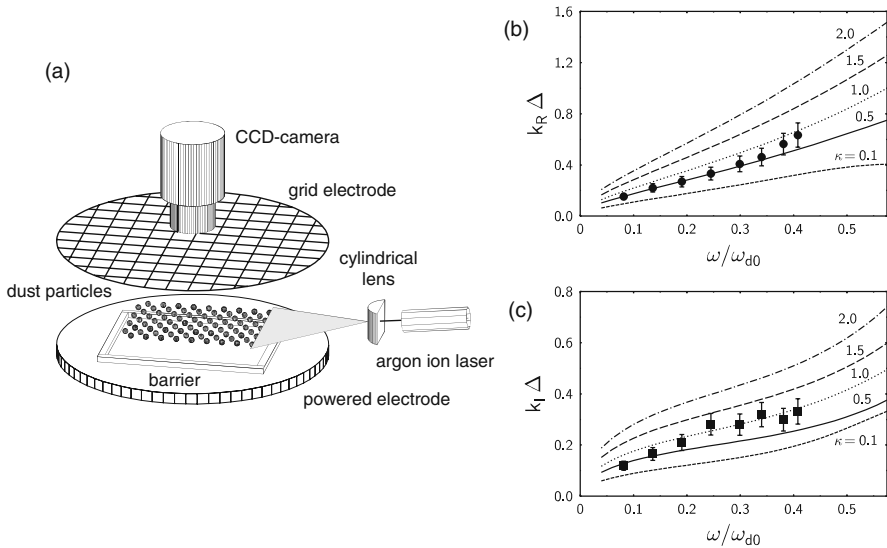 (a)
CCD-camera
grid electrode
cylindrical
lens
dust particles
argon ion laser
barrier
powered electrode
(b)
1.6
1.2
0.8
0.4
0.0
k_R Δ
2.0
1.5
1.0
0.5
κ = 0.1
0.0 0.1 0.2 0.3 0.4 0.5
ω/ω_d0
(c)
0.8
0.6
0.4
0.2
0.0
k_I Δ
2.0
1.5
1.0
0.5
κ = 0.1
0.0 0.1 0.2 0.3 0.4 0.5
ω/ω_d0